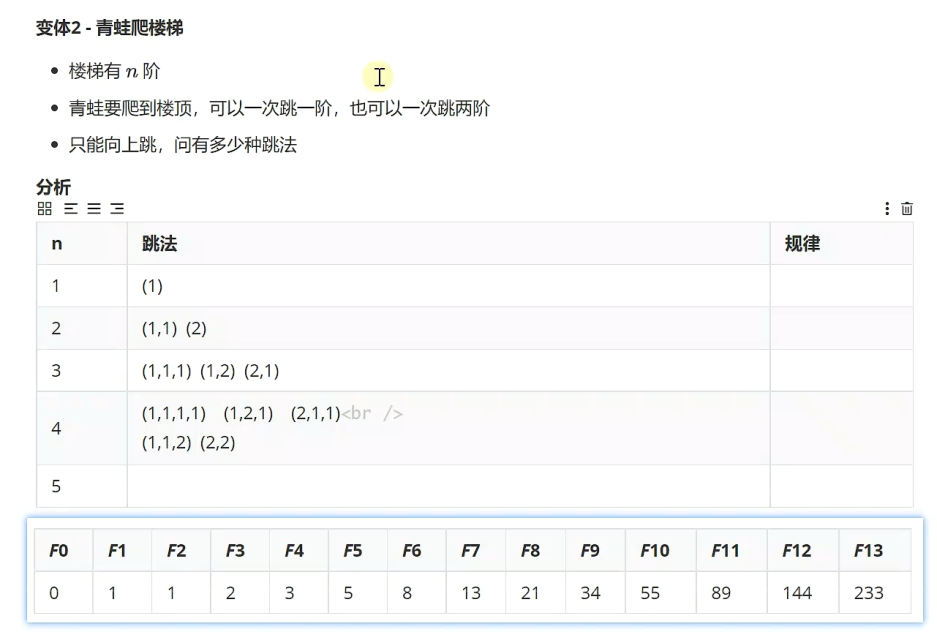 变体2 - 青蛙爬楼梯
楼梯有 n 阶
青蛙要爬到楼顶，可以一次跳一阶，也可以一次跳两阶
只能向上跳，问有多少种跳法
分析
n 跳法 规律
1 (1)
2 (1,1) (2)
3 (1,1,1) (1,2) (2,1)
4 (1,1,1,1) (1,2,1) (2,1,1)<br />
(1,1,2) (2,2)
5
F0 F1 F2 F3 F4 F5 F6 F7 F8 F9 F10 F11 F12 F13
0 1 1 2 3 5 8 13 21 34 55 89 144 233